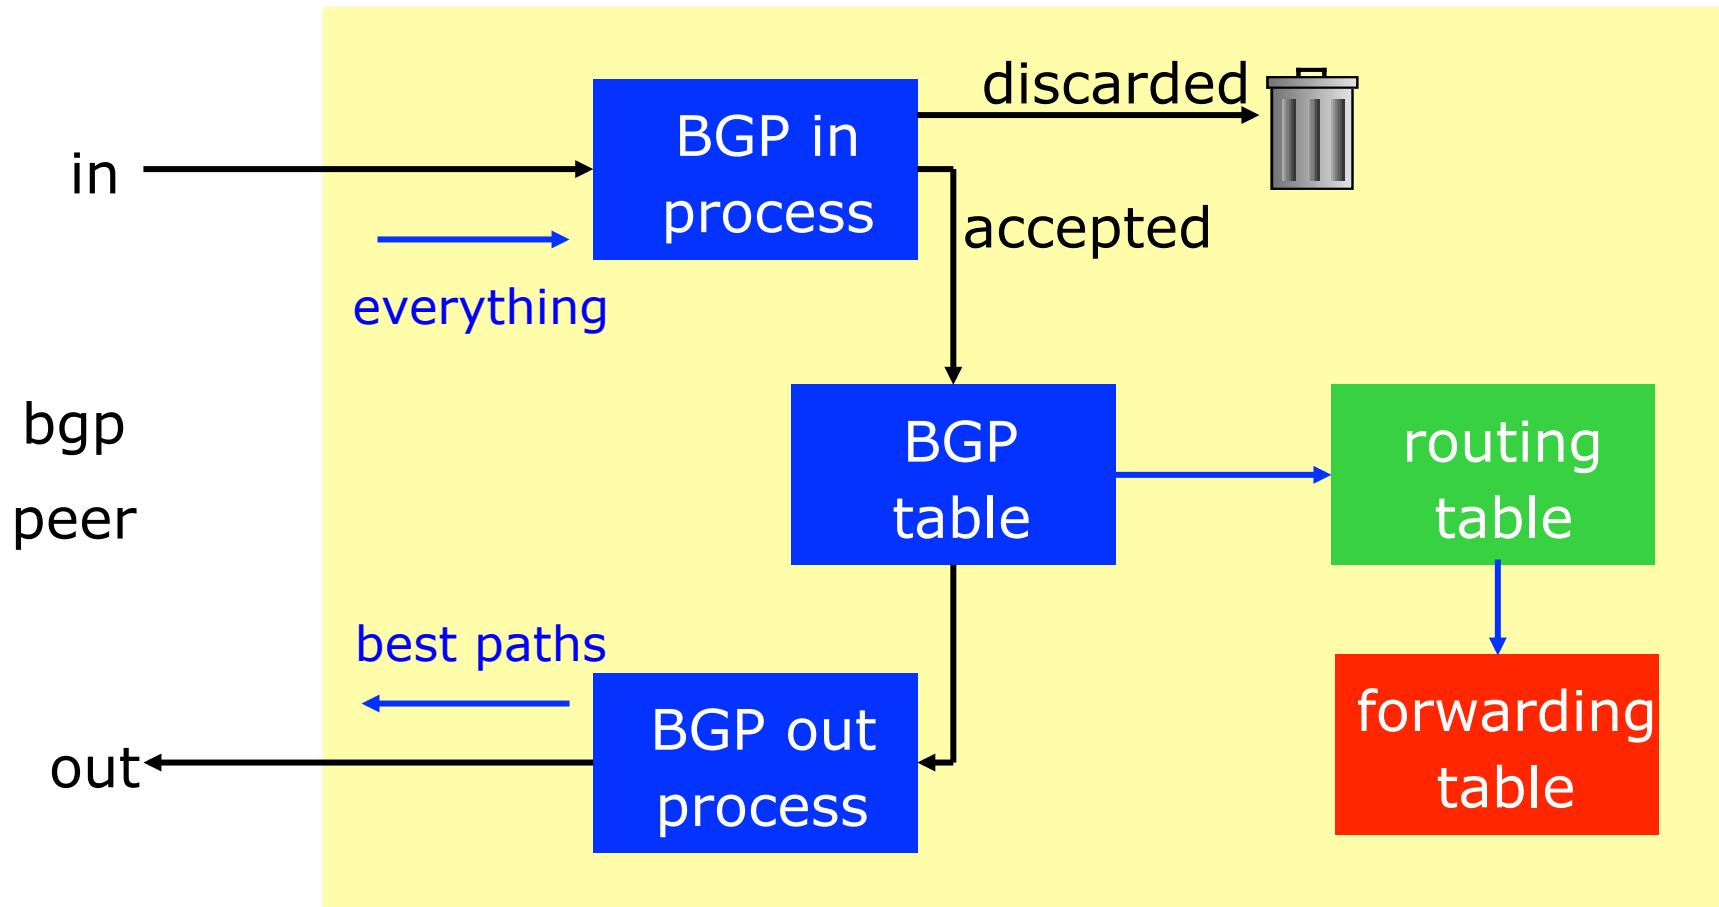 discarded
BGP in
process
in
accepted
everything
bgp
peer
BGP
table
routing
table
best paths
BGP out
process
out
forwarding
table